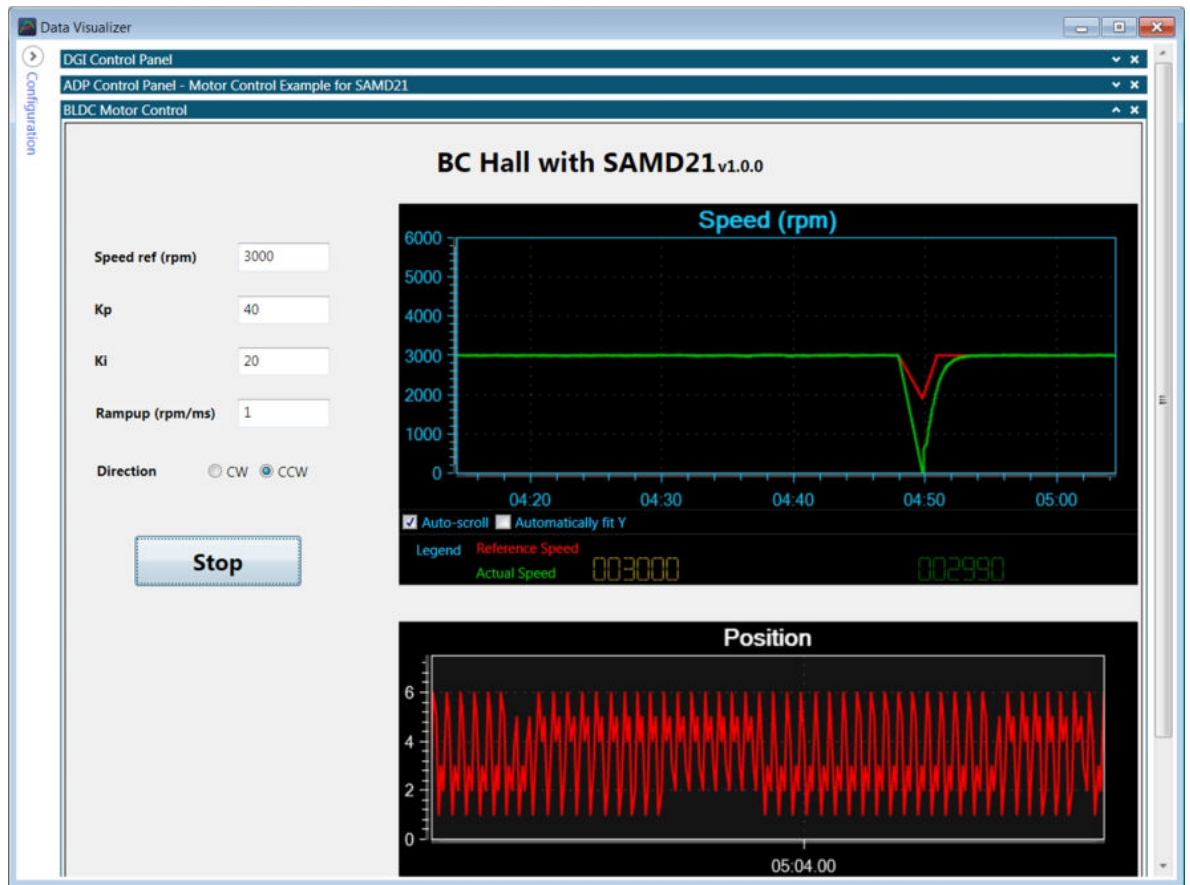 Data Visualizer
Configuration
DGI Control Panel
ADP Control Panel - Motor Control Example for SAMD21
BLDC Motor Control
BC Hall with SAMD21 v1.0.0
Speed ref (rpm) 3000
Kp 40
Ki 20
Rampup (rpm/ms) 1
Direction CW CCW
Stop
Speed (rpm)
6000
5000
4000
3000
2000
1000
0
04:20 04:30 04:40 04:50 05:00
Auto-scroll Automatically fit Y
Legend Reference Speed
Actual Speed 003000 002990
Position
6
4
2
0
05:04.00